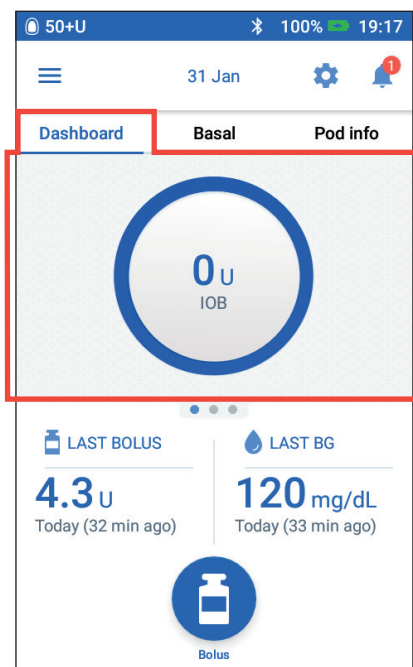 50+U 100% 19:17
31 Jan 1
Dashboard Basal Pod info
0 U
IOB
LAST BOLUS LAST BG
4.3 U 120 mg/dL
Today (32 min ago) Today (33 min ago)
Bolus